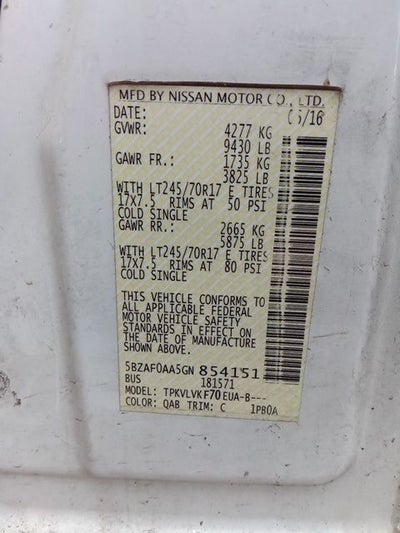 MFD BY NISSAN MOTOR CO., LTD.
DATE: 05/16
GVWR: 4277 KG
9430 LB
GAWR FR.: 1735 KG
3825 LB
WITH LT245/70R17 E TIRES
17X7.5 RIMS AT 50 PSI
COLD SINGLE
GAWR RR.: 2665 KG
5875 LB
WITH LT245/70R17 E TIRES
17X7.5 RIMS AT 80 PSI
COLD SINGLE
THIS VEHICLE CONFORMS TO
ALL APPLICABLE FEDERAL
MOTOR VEHICLE SAFETY
STANDARDS IN EFFECT ON
THE DATE OF MANUFACTURE
SHOWN ABOVE.
5BZAF0AA5GN 854151
BUS 181571
MODEL: TPKVLVKF70EUA-B---
COLOR: QAB TRIM: C 1PB0A